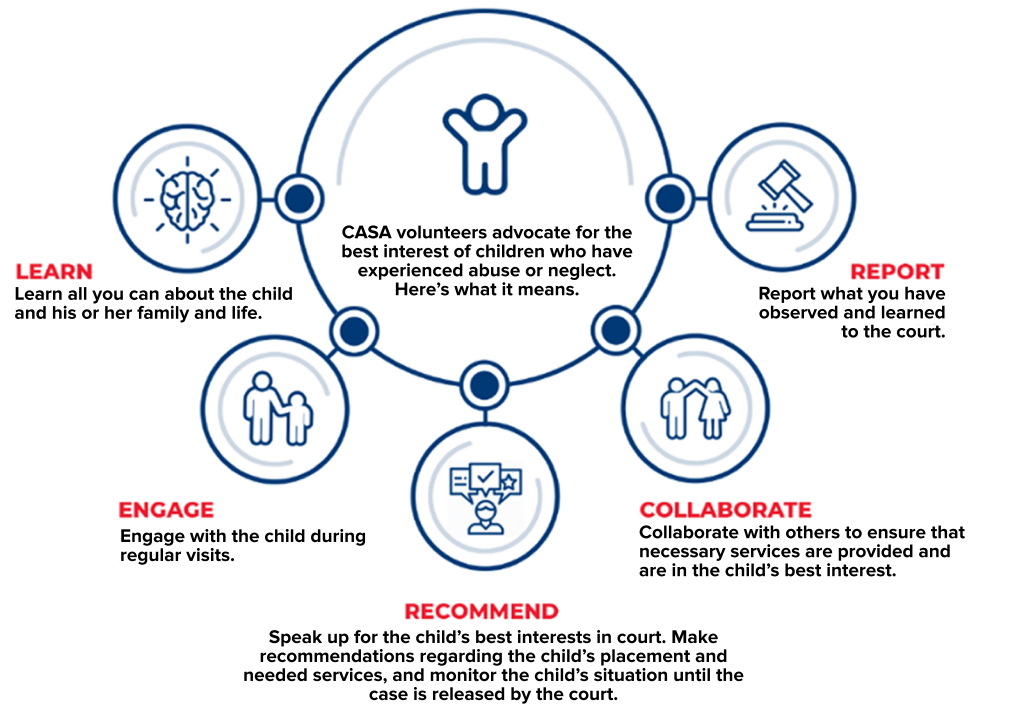 CASA volunteers advocate for the
best interest of children who have
experienced abuse or neglect.
Here's what it means.
LEARN
Learn all you can about the child
and his or her family and life.
REPORT
Report what you have
observed and learned
to the court.
ENGAGE
Engage with the child during
regular visits.
COLLABORATE
Collaborate with others to ensure that
necessary services are provided and
are in the child's best interest.
RECOMMEND
Speak up for the child's best interests in court. Make
recommendations regarding the child's placement and
needed services, and monitor the child's situation until the
case is released by the court.